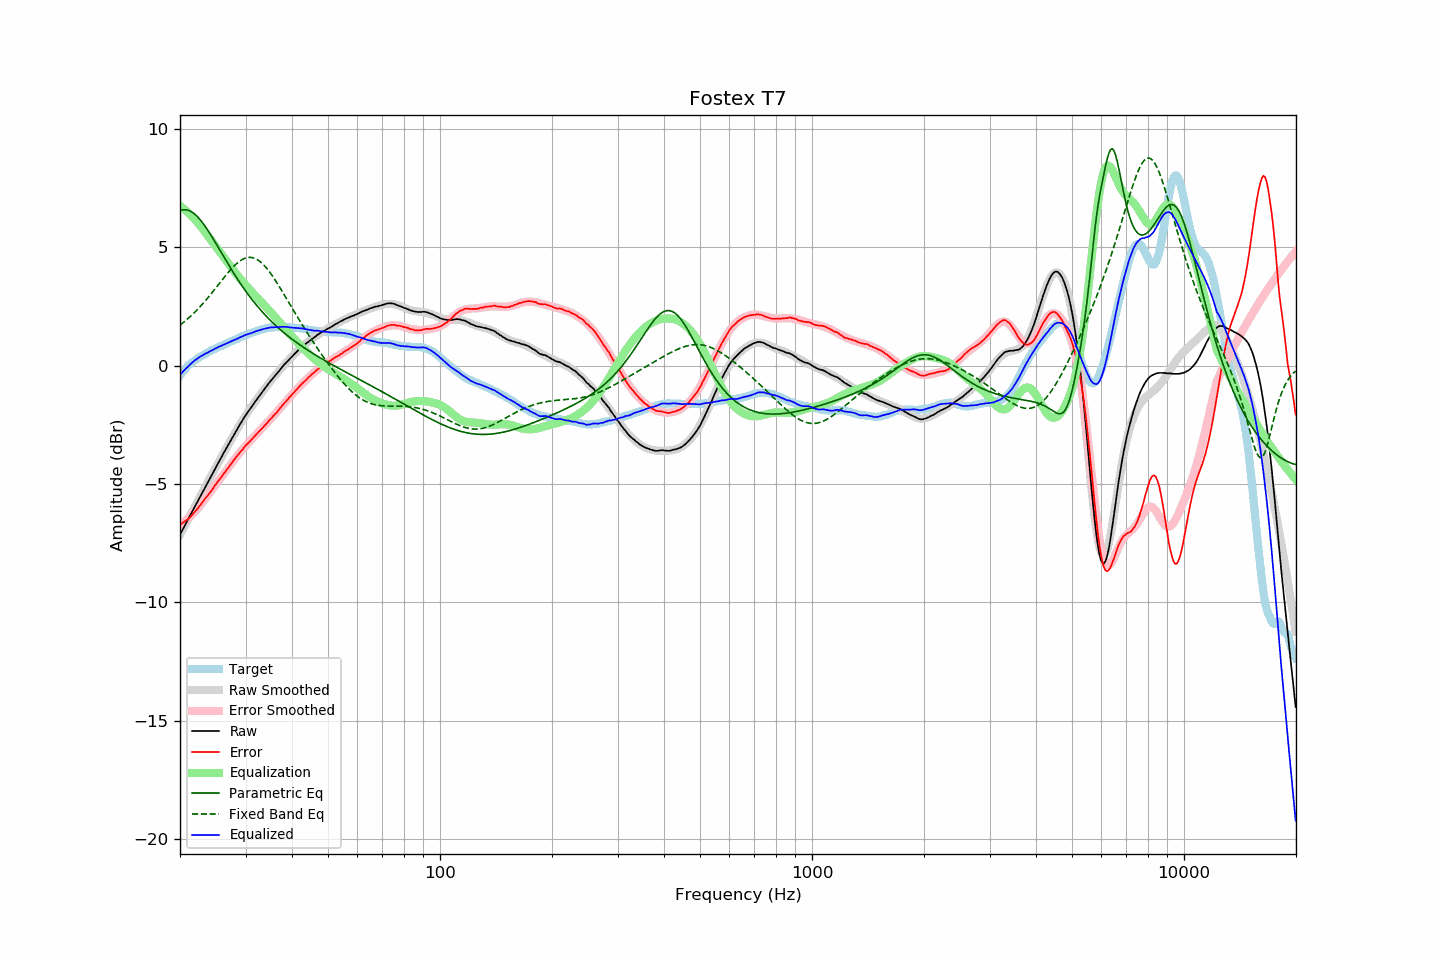 Fostex T7
10
5
0
−5
−10
−15
−20
Amplitude (dBr)
Target
Raw Smoothed
Error Smoothed
Raw
Error
Equalization
Parametric Eq
Fixed Band Eq
Equalized
100
1000
10000
Frequency (Hz)